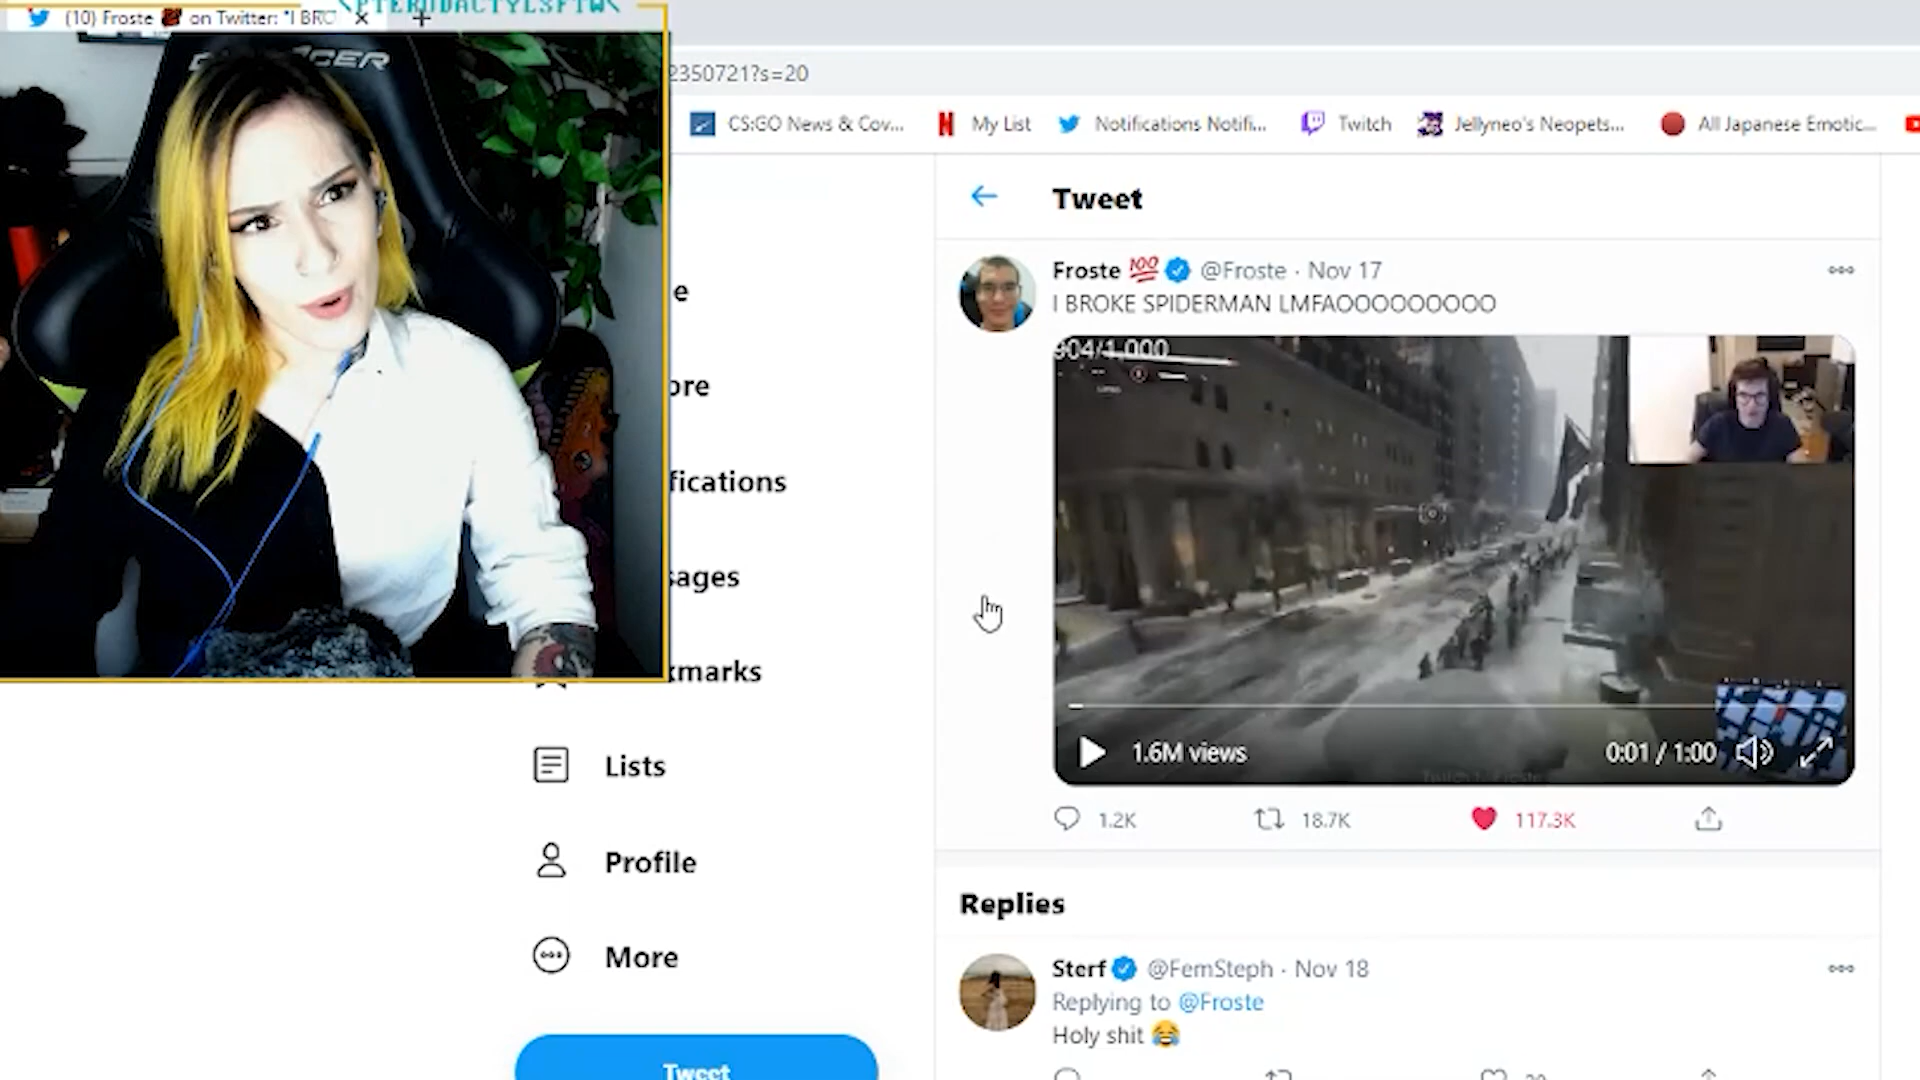 \PTERODACTYLSFTW\
(10) Froste on Twitter: "I BRO
2350721?s=20
CS:GO News & Cov...
My List
Notifications Notifi...
Twitch
Jellyneo's Neopets...
All Japanese Emotic...
Tweet
Froste 💯 @Froste · Nov 17
I BROKE SPIDERMAN LMFAOOOOOOOOO
904/1,000
1.6M views
0:01 / 1:00
1.2K
18.7K
117.3K
e
ore
fications
sages
kmarks
Lists
Profile
More
Tweet
Replies
Sterf @FemSteph · Nov 18
Replying to @Froste
Holy shit 😂